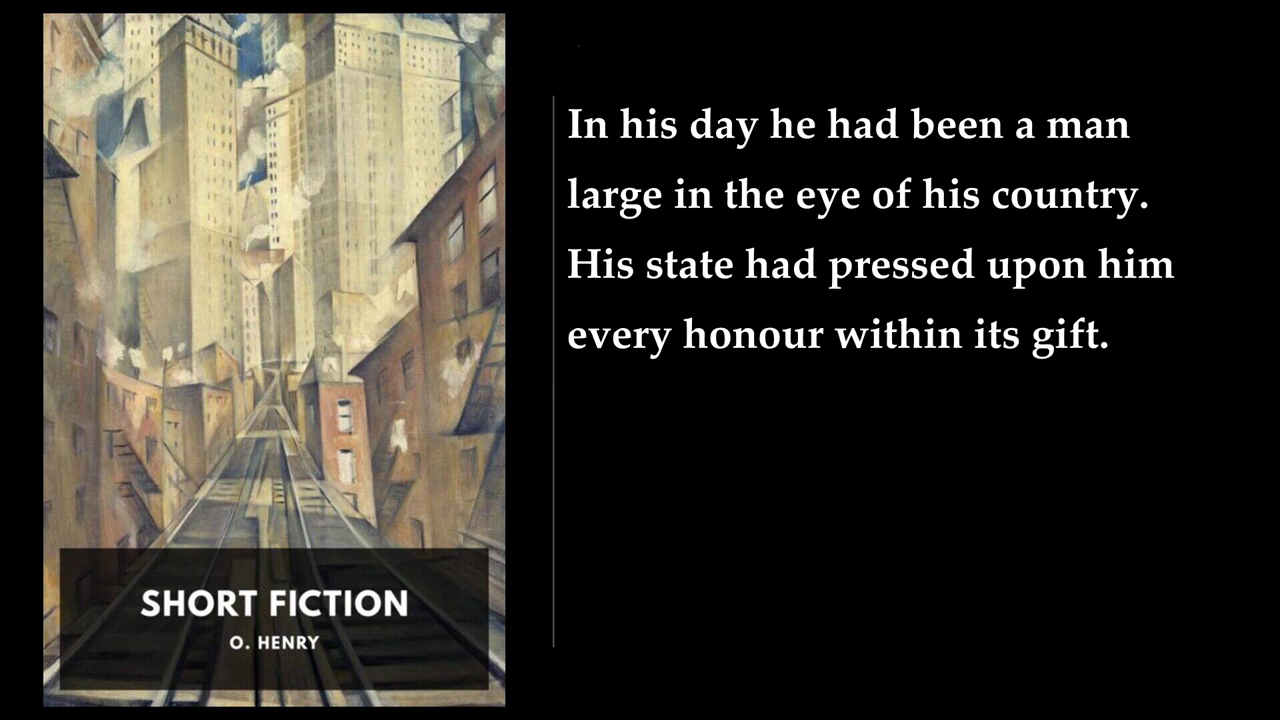 In his day he had been a man
large in the eye of his country.
His state had pressed upon him
every honour within its gift.
SHORT FICTION
O. HENRY